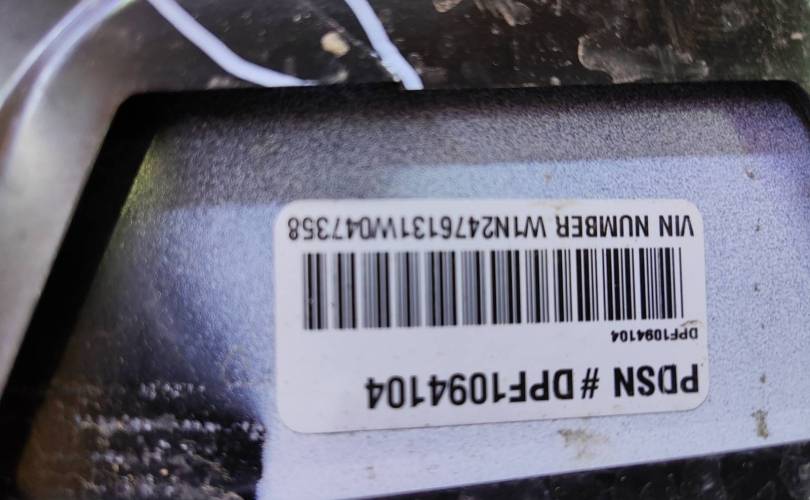 PDSN # DPF1094104
DPF1094104
VIN NUMBER W1N2476131W047358